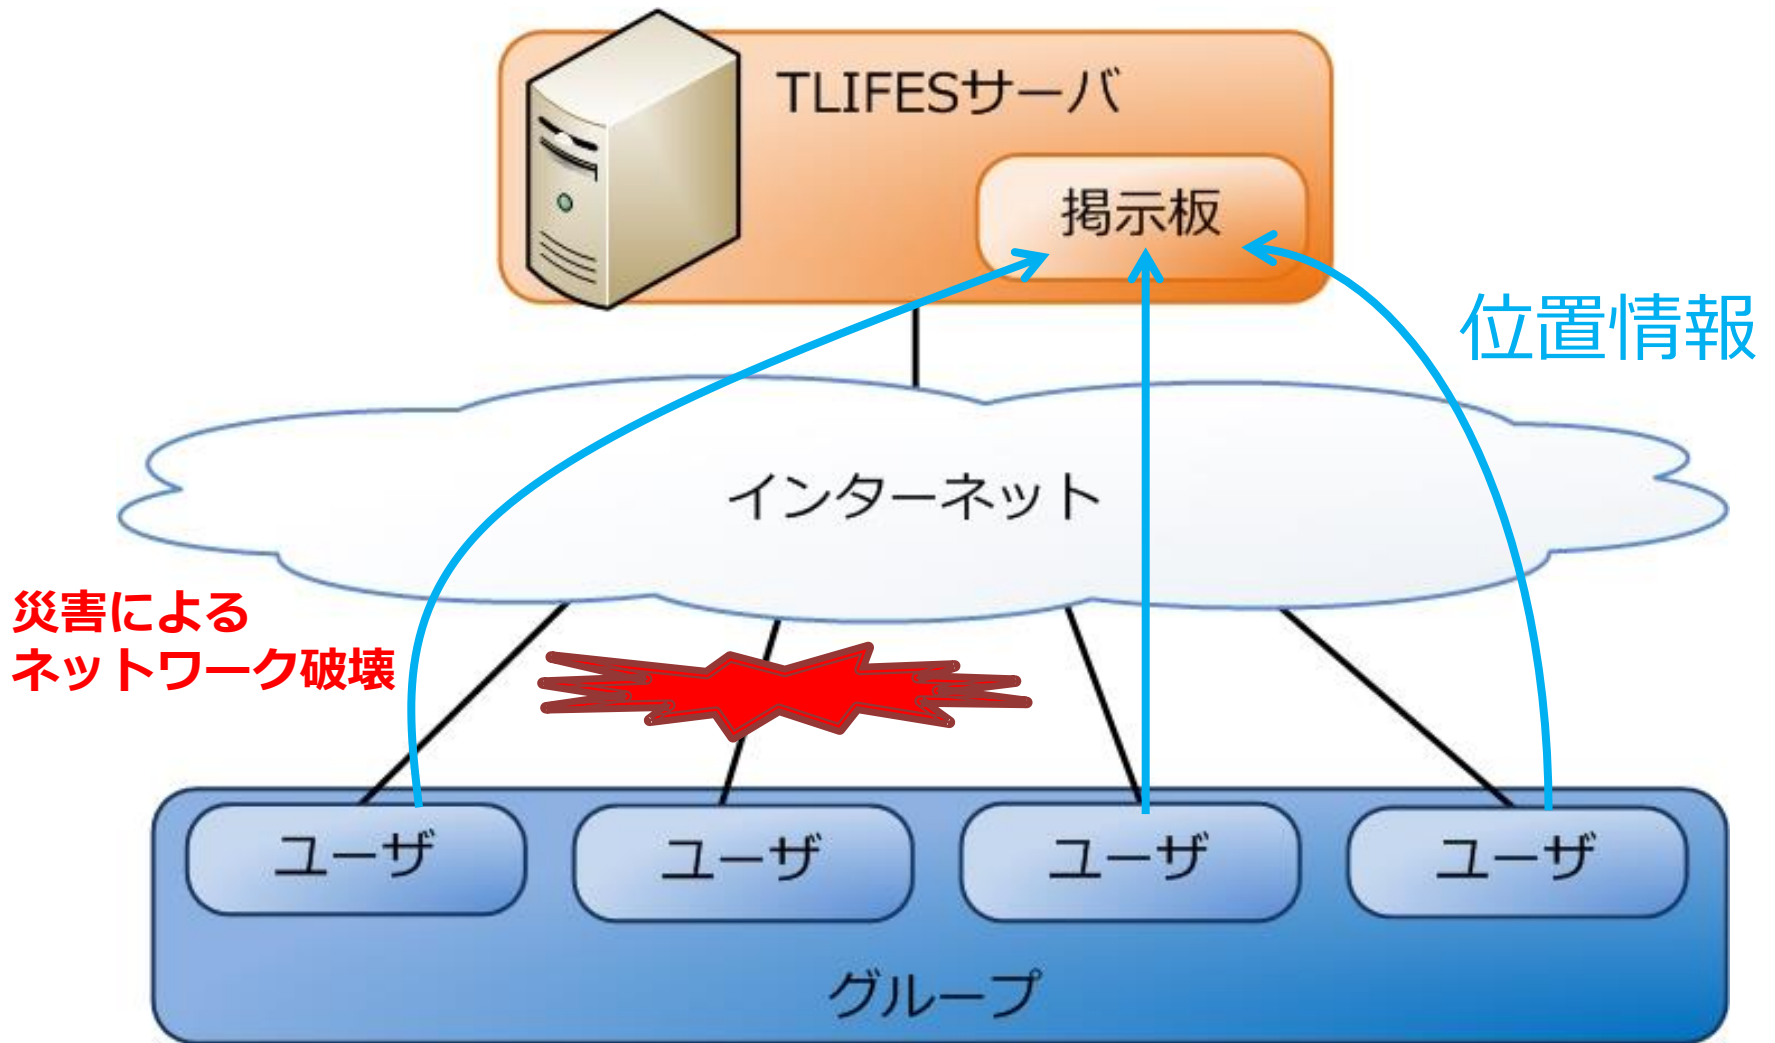 TLIFESサーバ
掲示板
位置情報
インターネット
災害による
ネットワーク破壊
ユーザ
ユーザ
ユーザ
ユーザ
グループ